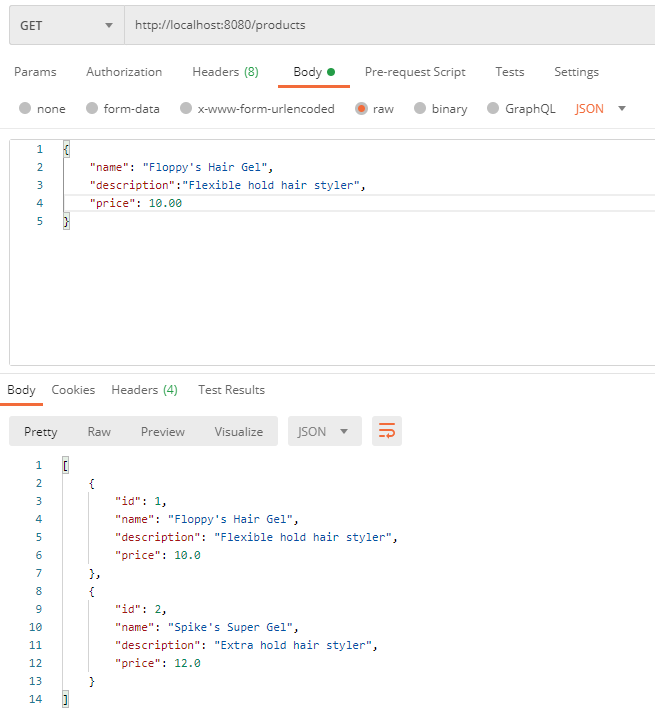 GET http://localhost:8080/products
Params Authorization Headers (8) Body Pre-request Script Tests Settings
none form-data x-www-form-urlencoded raw binary GraphQL JSON
1 {
2 "name": "Floppy's Hair Gel",
3 "description":"Flexible hold hair styler",
4 "price": 10.00
5 }
Body Cookies Headers (4) Test Results
Pretty Raw Preview Visualize JSON
1 [
2 {
3 "id": 1,
4 "name": "Floppy's Hair Gel",
5 "description": "Flexible hold hair styler",
6 "price": 10.0
7 },
8 {
9 "id": 2,
10 "name": "Spike's Super Gel",
11 "description": "Extra hold hair styler",
12 "price": 12.0
13 }
14 ]